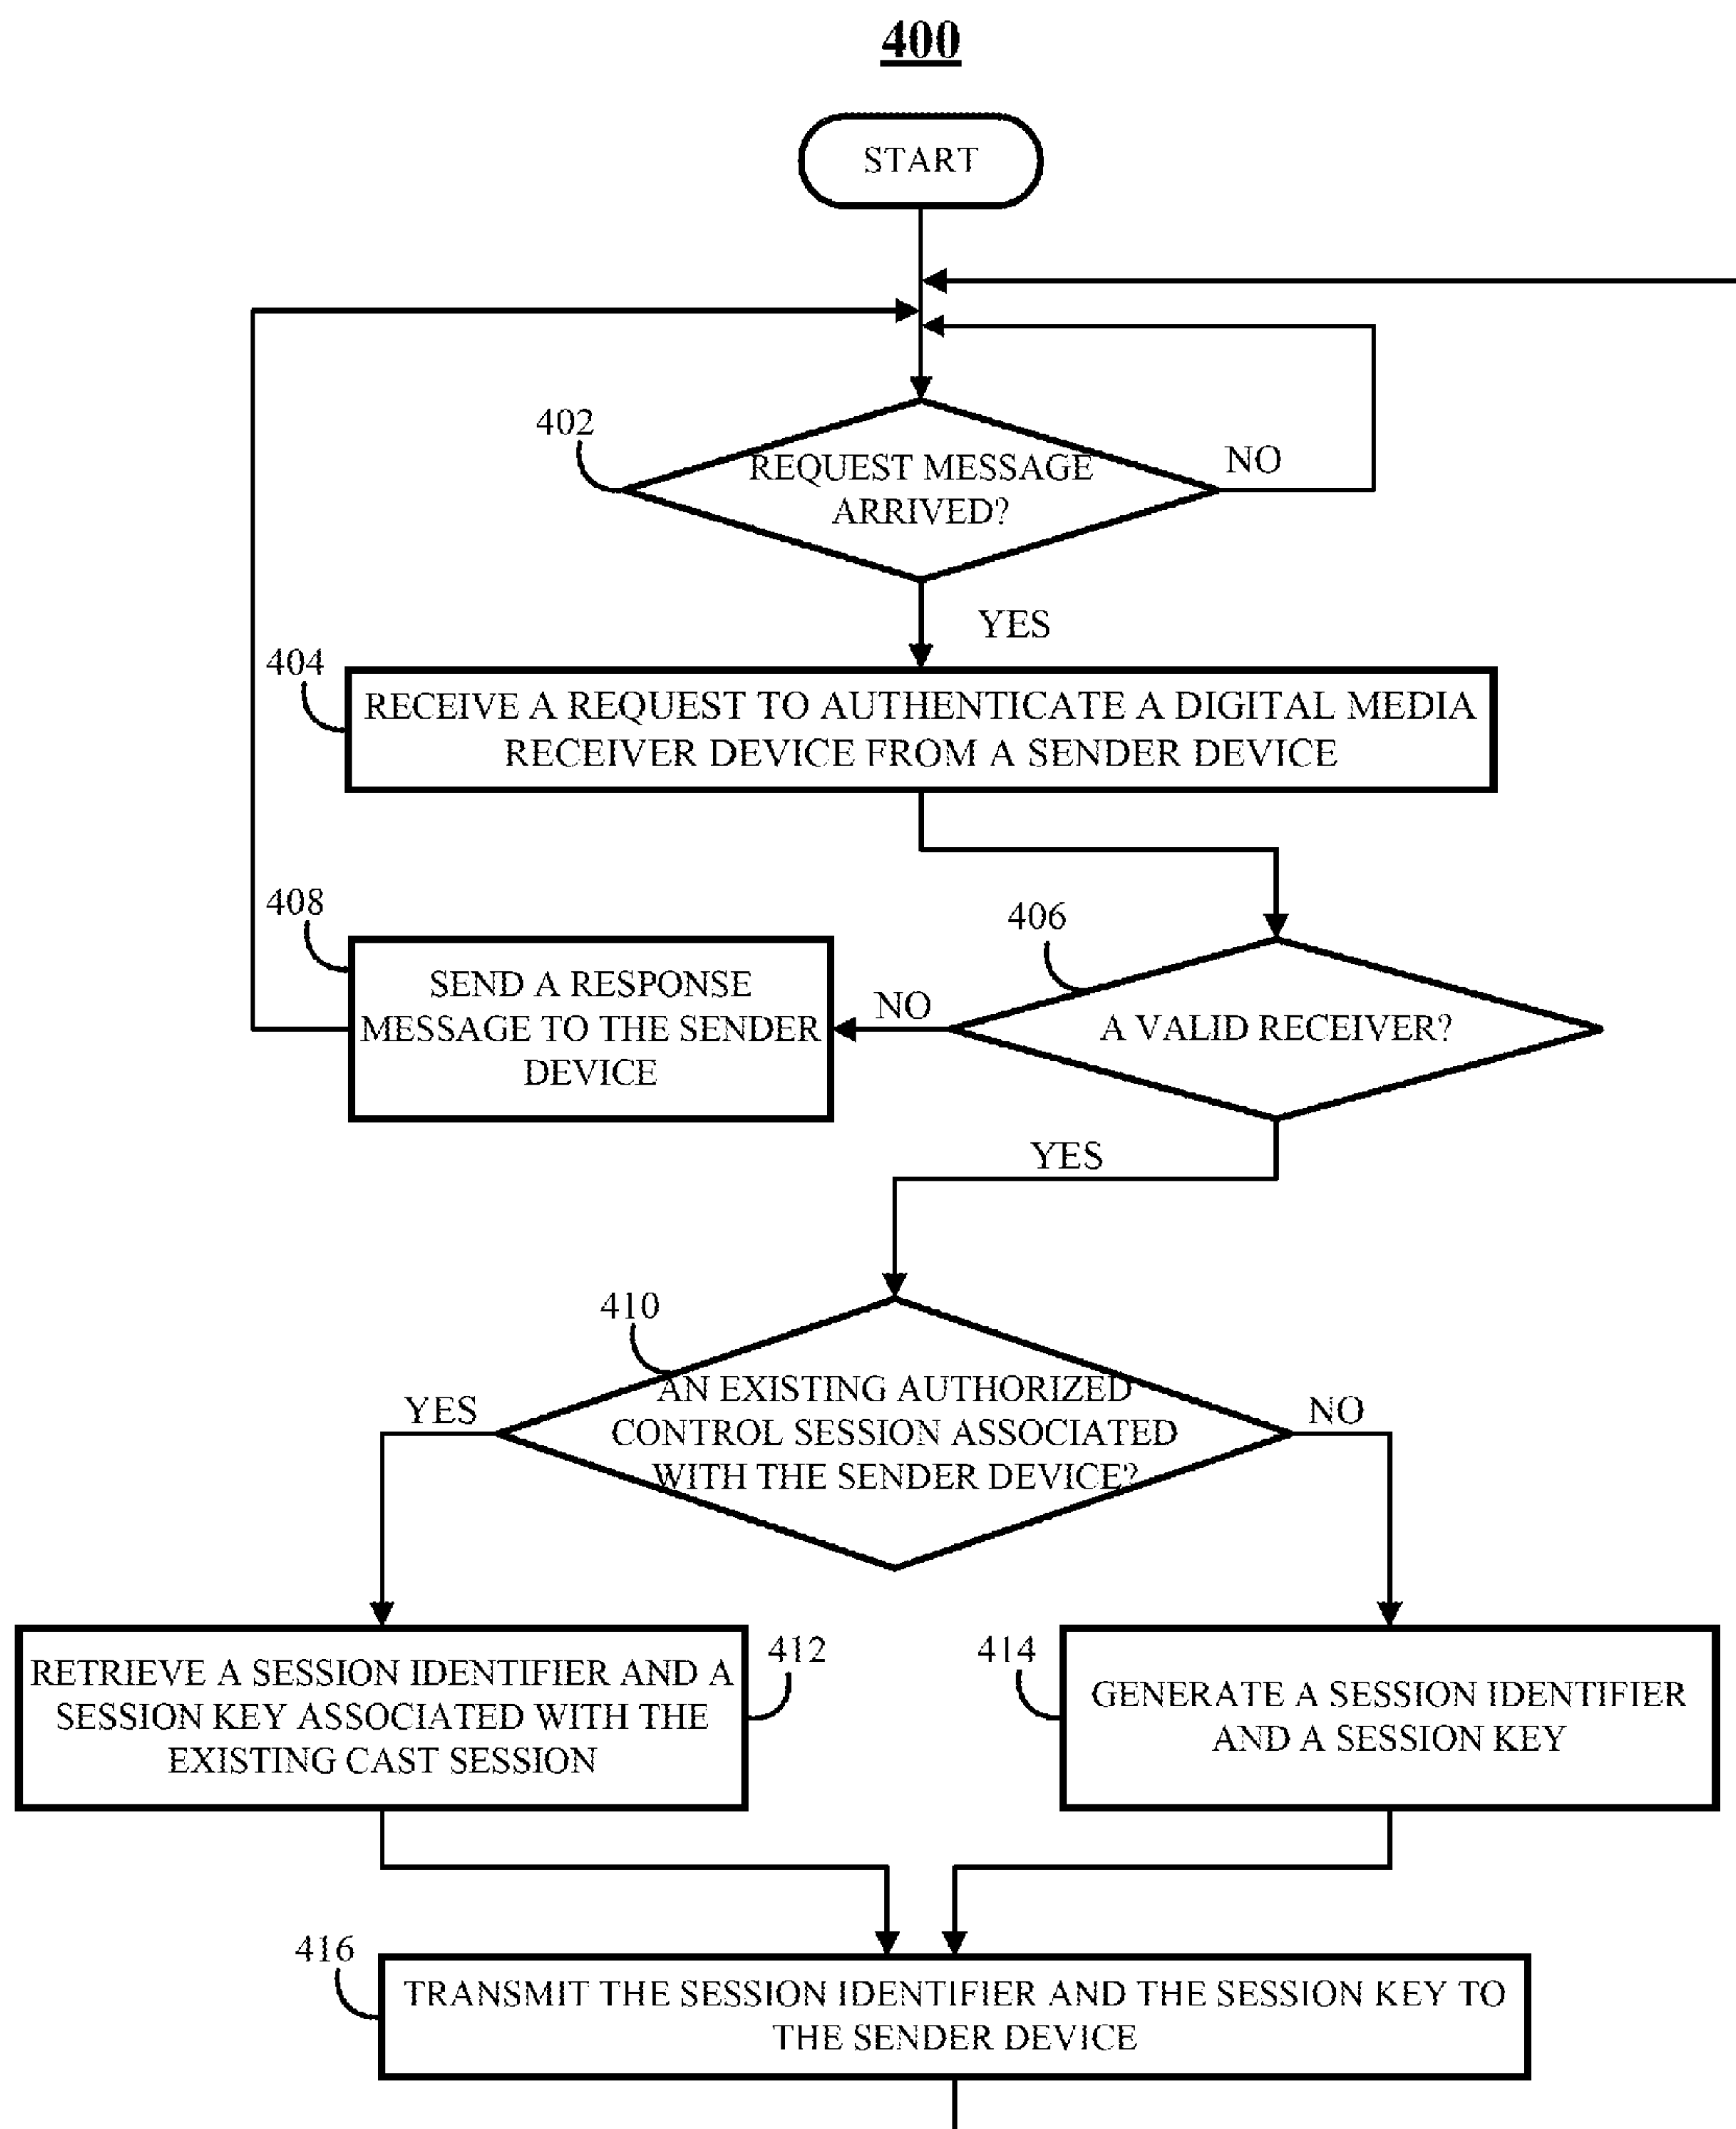 400
START
402
REQUEST MESSAGE
ARRIVED?
NO
YES
404
RECEIVE A REQUEST TO AUTHENTICATE A DIGITAL MEDIA
RECEIVER DEVICE FROM A SENDER DEVICE
408
SEND A RESPONSE
MESSAGE TO THE SENDER
DEVICE
NO
406
A VALID RECEIVER?
YES
410
AN EXISTING AUTHORIZED
CONTROL SESSION ASSOCIATED
WITH THE SENDER DEVICE?
YES
NO
RETRIEVE A SESSION IDENTIFIER AND A
SESSION KEY ASSOCIATED WITH THE
EXISTING CAST SESSION
412
414
GENERATE A SESSION IDENTIFIER
AND A SESSION KEY
416
TRANSMIT THE SESSION IDENTIFIER AND THE SESSION KEY TO
THE SENDER DEVICE